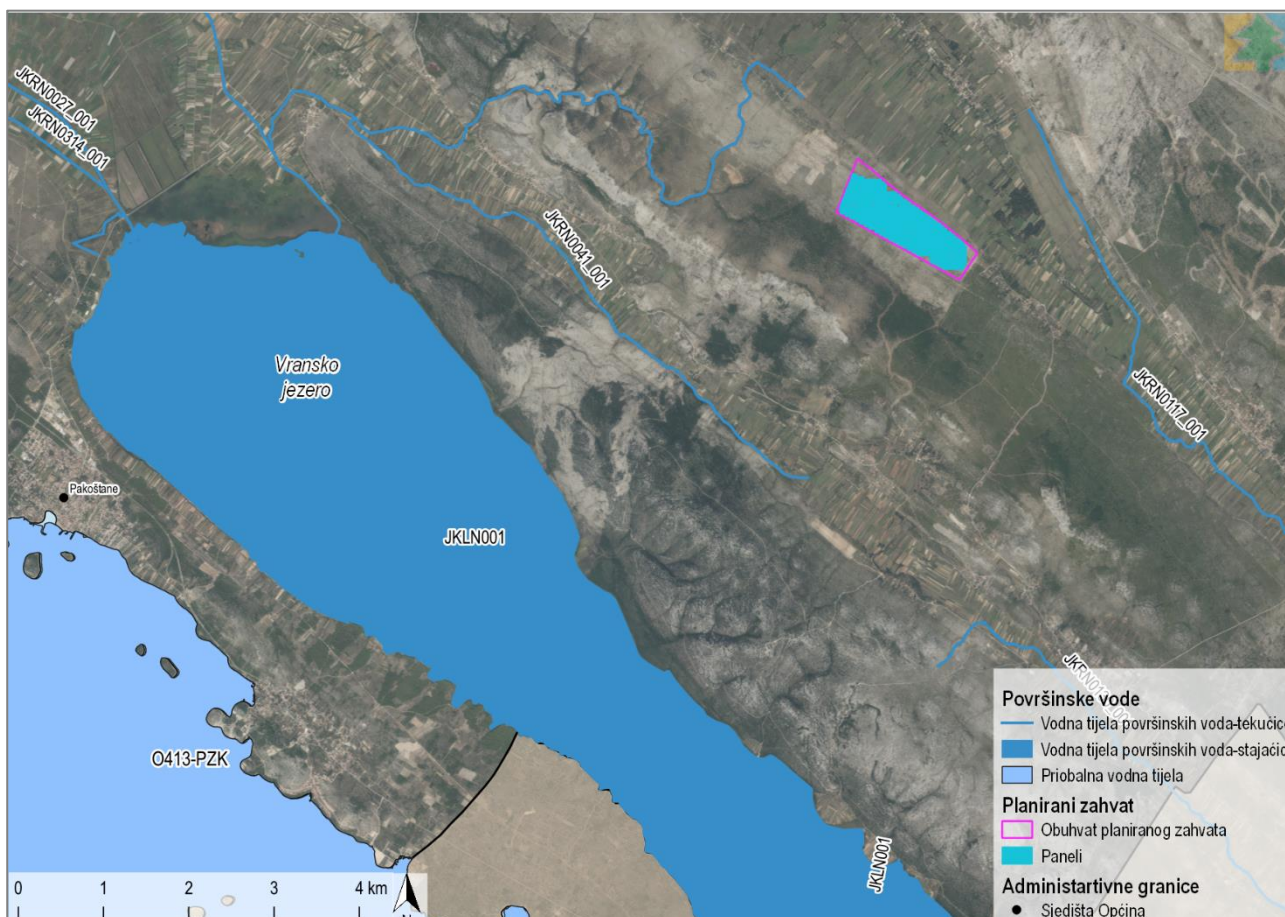 JKRN0027_001
JKRN0314_001
JKRN0041_001
Vransko
jezero
JKRN0117_001
Pakoštane
JKLN001
O413-PZK
JKLN001
0 1 2 3 4 km
Površinske vode
Vodna tijela površinskih voda-tekućice
Vodna tijela površinskih voda-stajaćic
Priobalna vodna tijela
Planirani zahvat
Obuhvat planiranog zahvata
Paneli
Administartivne granice
Sjedišta Općina